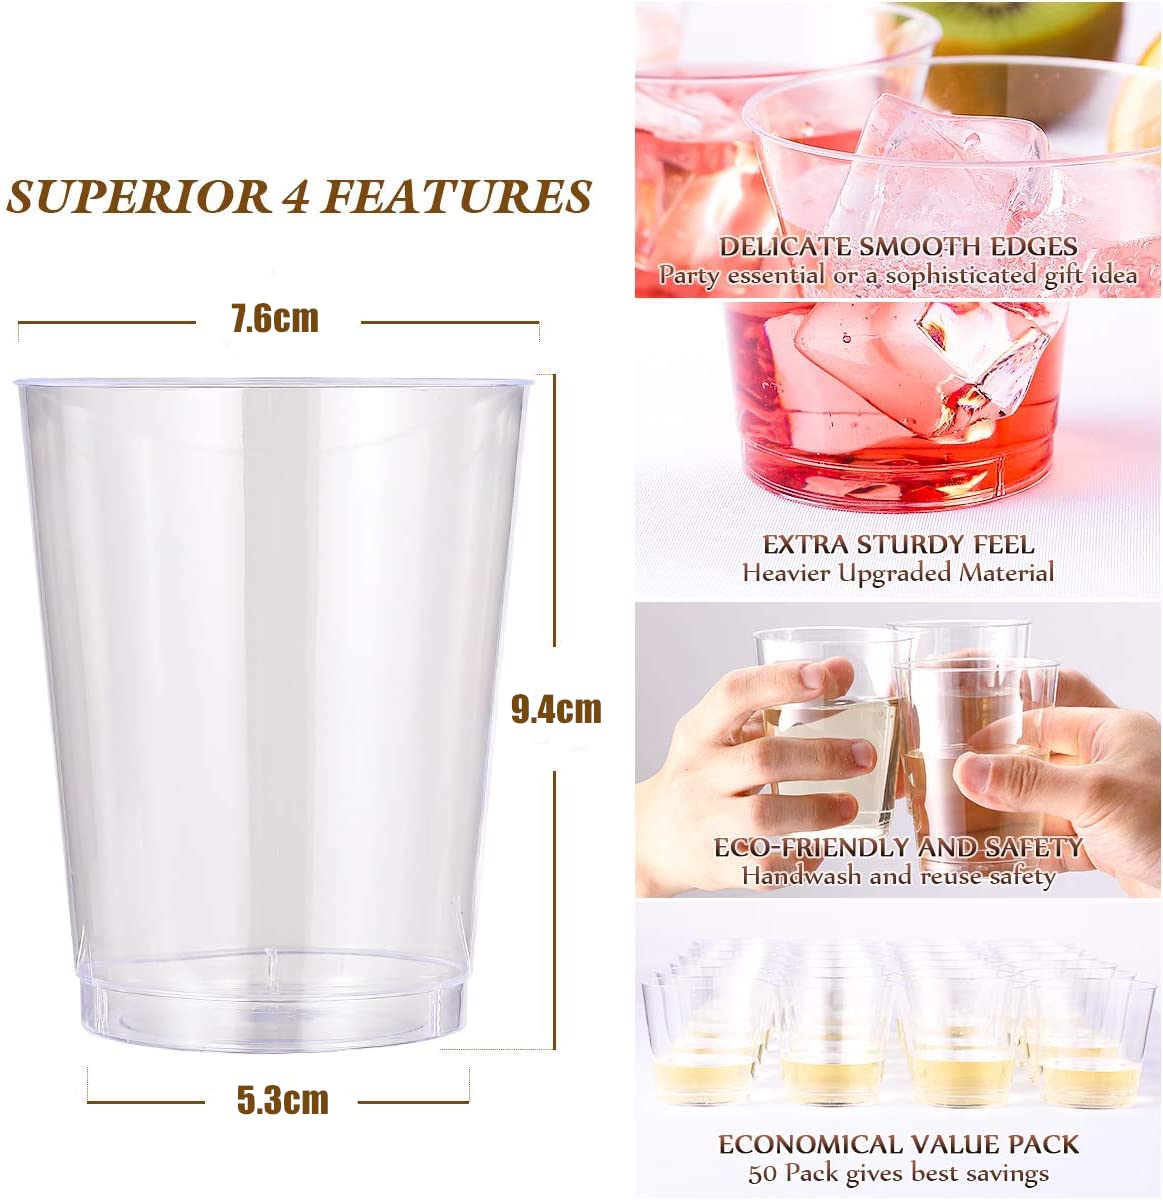 SUPERIOR 4 FEATURES
7.6cm
9.4cm
5.3cm
DELICATE SMOOTH EDGES
Party essential or a sophisticated gift idea
EXTRA STURDY FEEL
Heavier Upgraded Material
ECO-FRIENDLY AND SAFETY
Handwash and reuse safety
ECONOMICAL VALUE PACK
50 Pack gives best savings